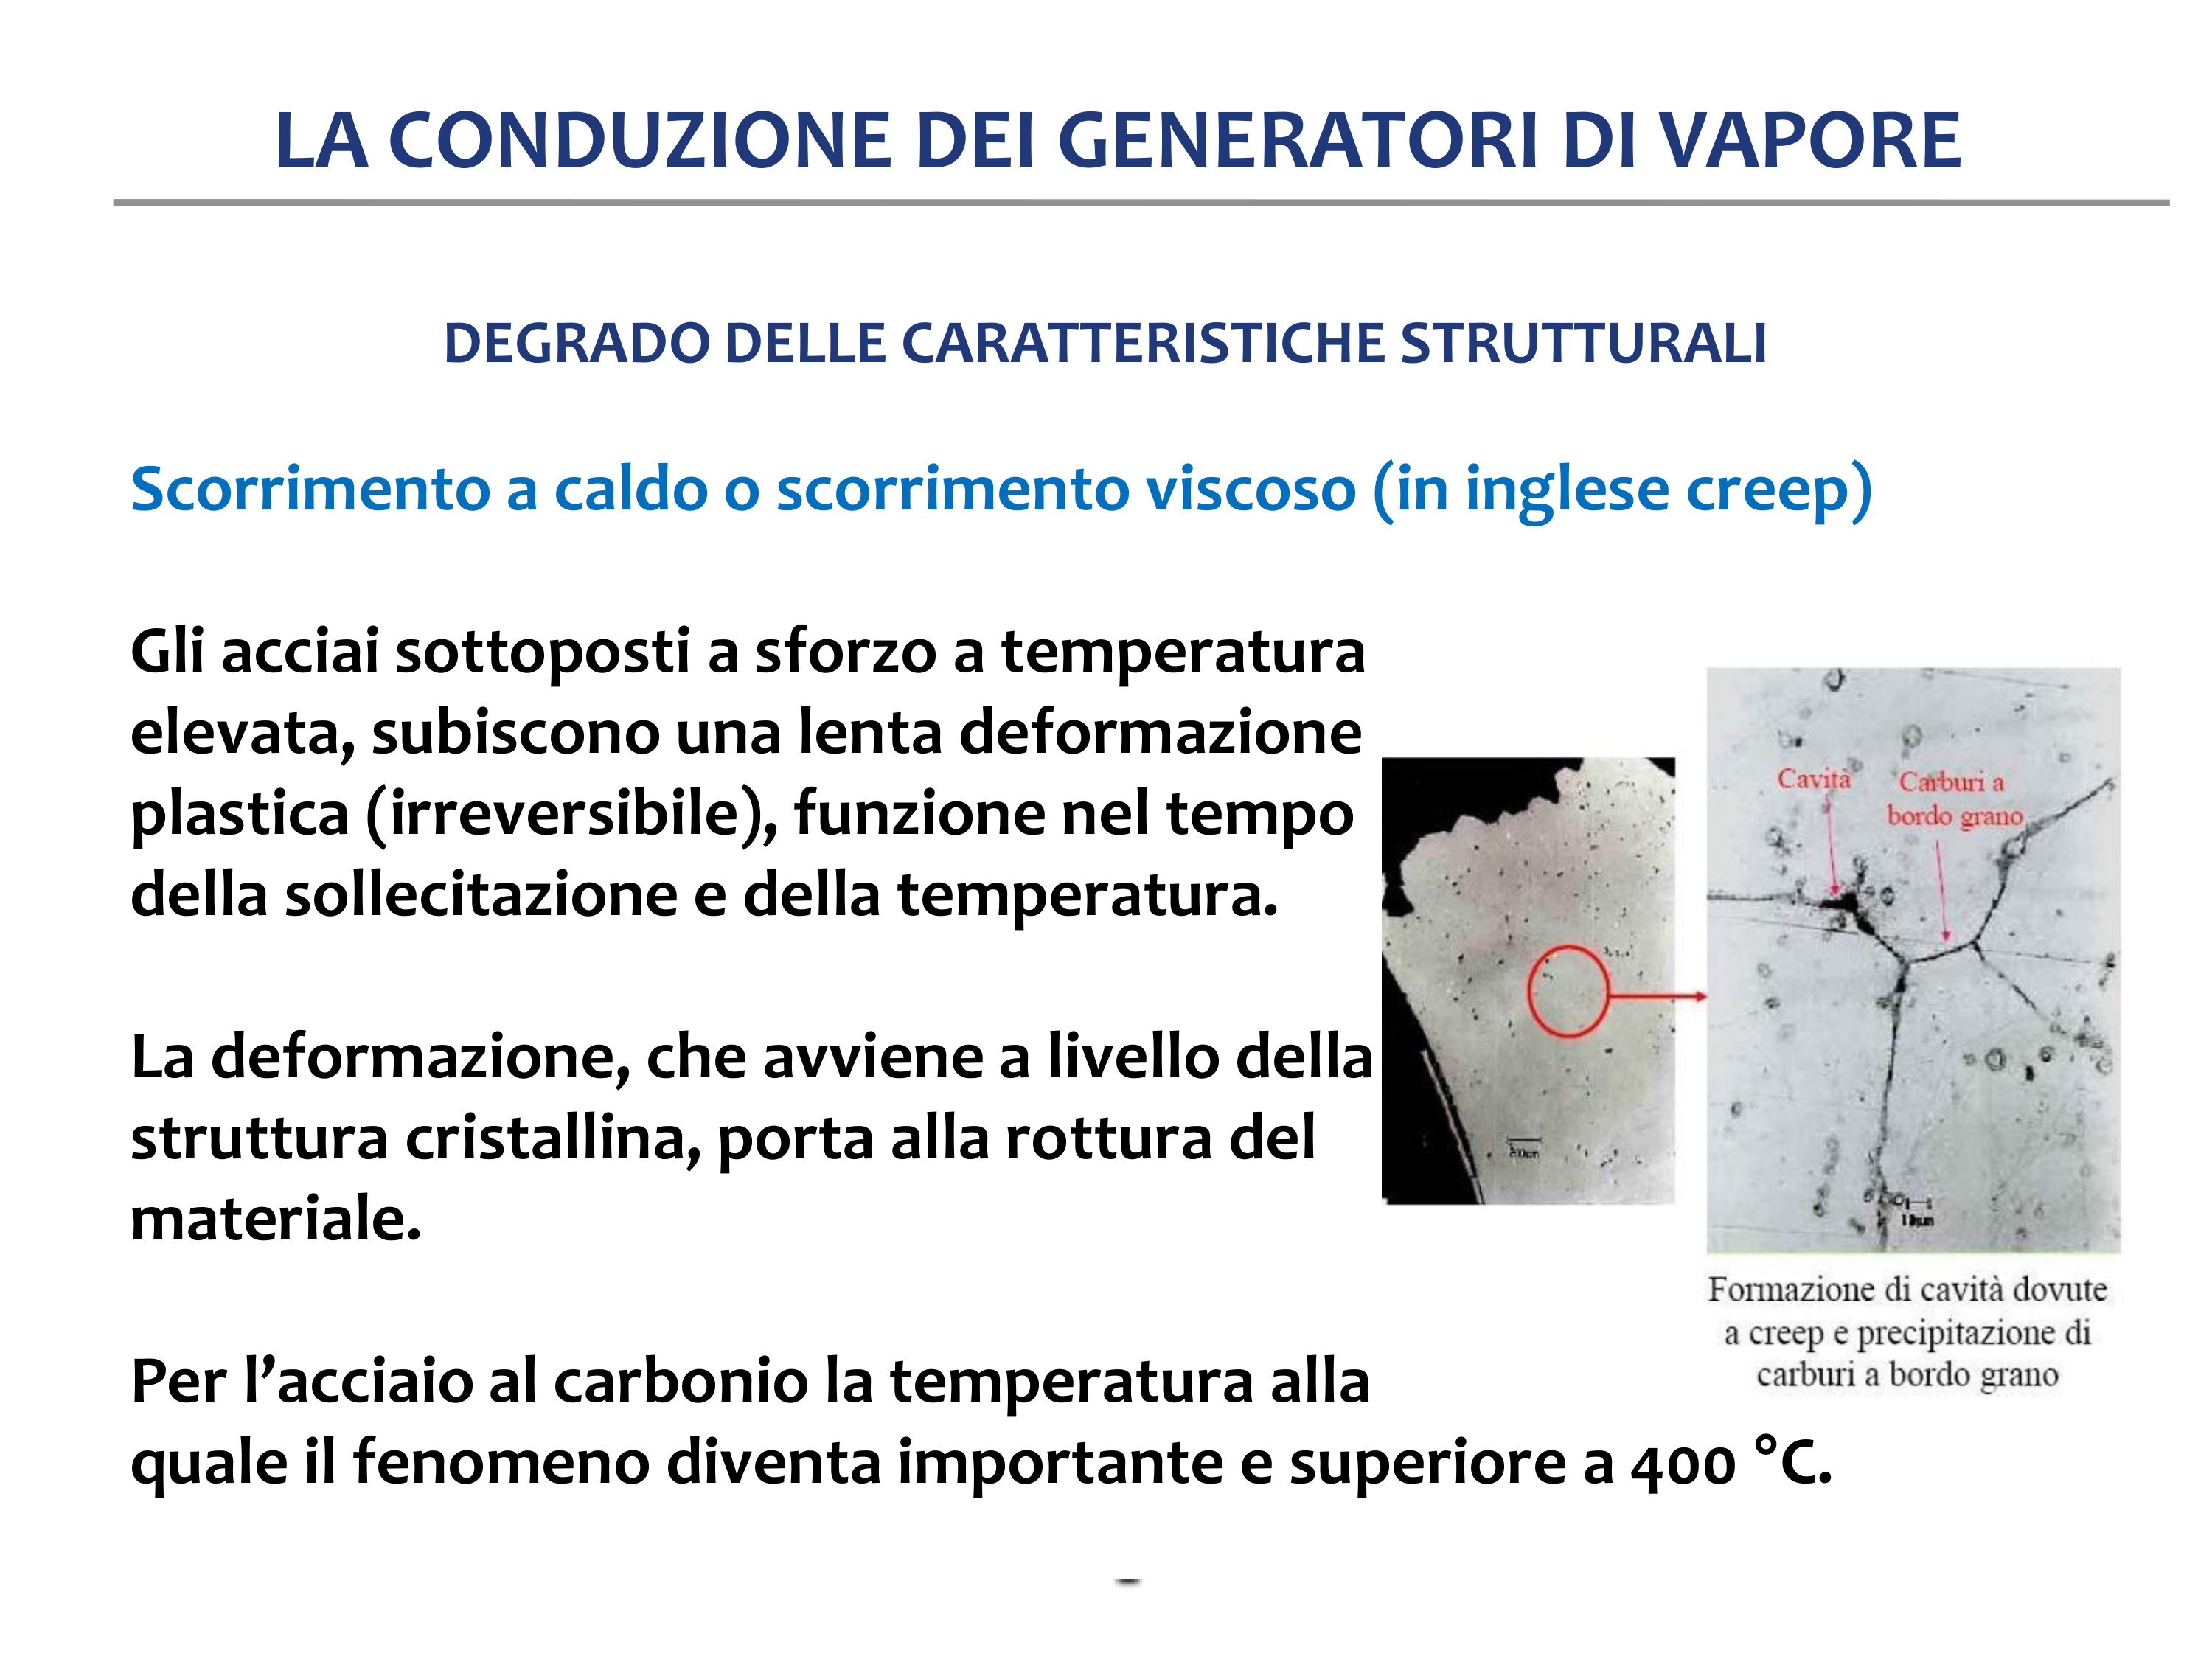 LA CONDUZIONE DEI GENERATORI DI VAPORE
DEGRADO DELLE CARATTERISTICHE STRUTTURALI
Scorrimento a caldo o scorrimento viscoso (in inglese creep)
Gli acciai sottoposti a sforzo a temperatura
elevata, subiscono una lenta deformazione
plastica (irreversibile), funzione nel tempo
della sollecitazione e della temperatura.
La deformazione, che avviene a livello della
struttura cristallina, porta alla rottura del
materiale.
Per l’acciaio al carbonio la temperatura alla
quale il fenomeno diventa importante e superiore a 400 °C.
Cavità
Carburi a
bordo grano
Formazione di cavità dovute
a creep e precipitazione di
carburi a bordo grano